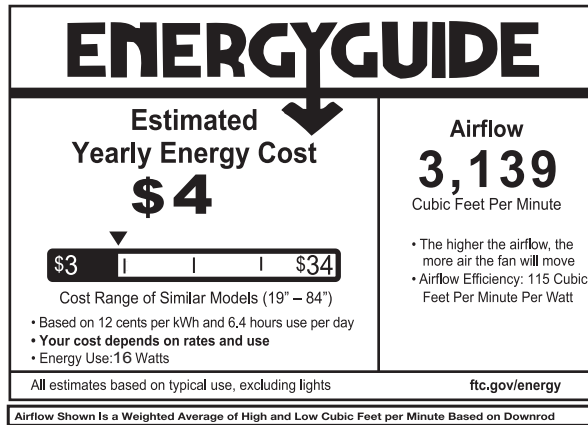 ENERGYGUIDE
Estimated
Yearly Energy Cost
$4
$3
$34
Cost Range of Similar Models (19” – 84”)
• Based on 12 cents per kWh and 6.4 hours use per day
• Your cost depends on rates and use
• Energy Use:16 Watts
Airflow
3,139
Cubic Feet Per Minute
• The higher the airflow, the
more air the fan will move
• Airflow Efficiency: 115 Cubic
Feet Per Minute Per Watt
All estimates based on typical use, excluding lights
ftc.gov/energy
Airflow Shown Is a Weighted Average of High and Low Cubic Feet per Minute Based on Downrod